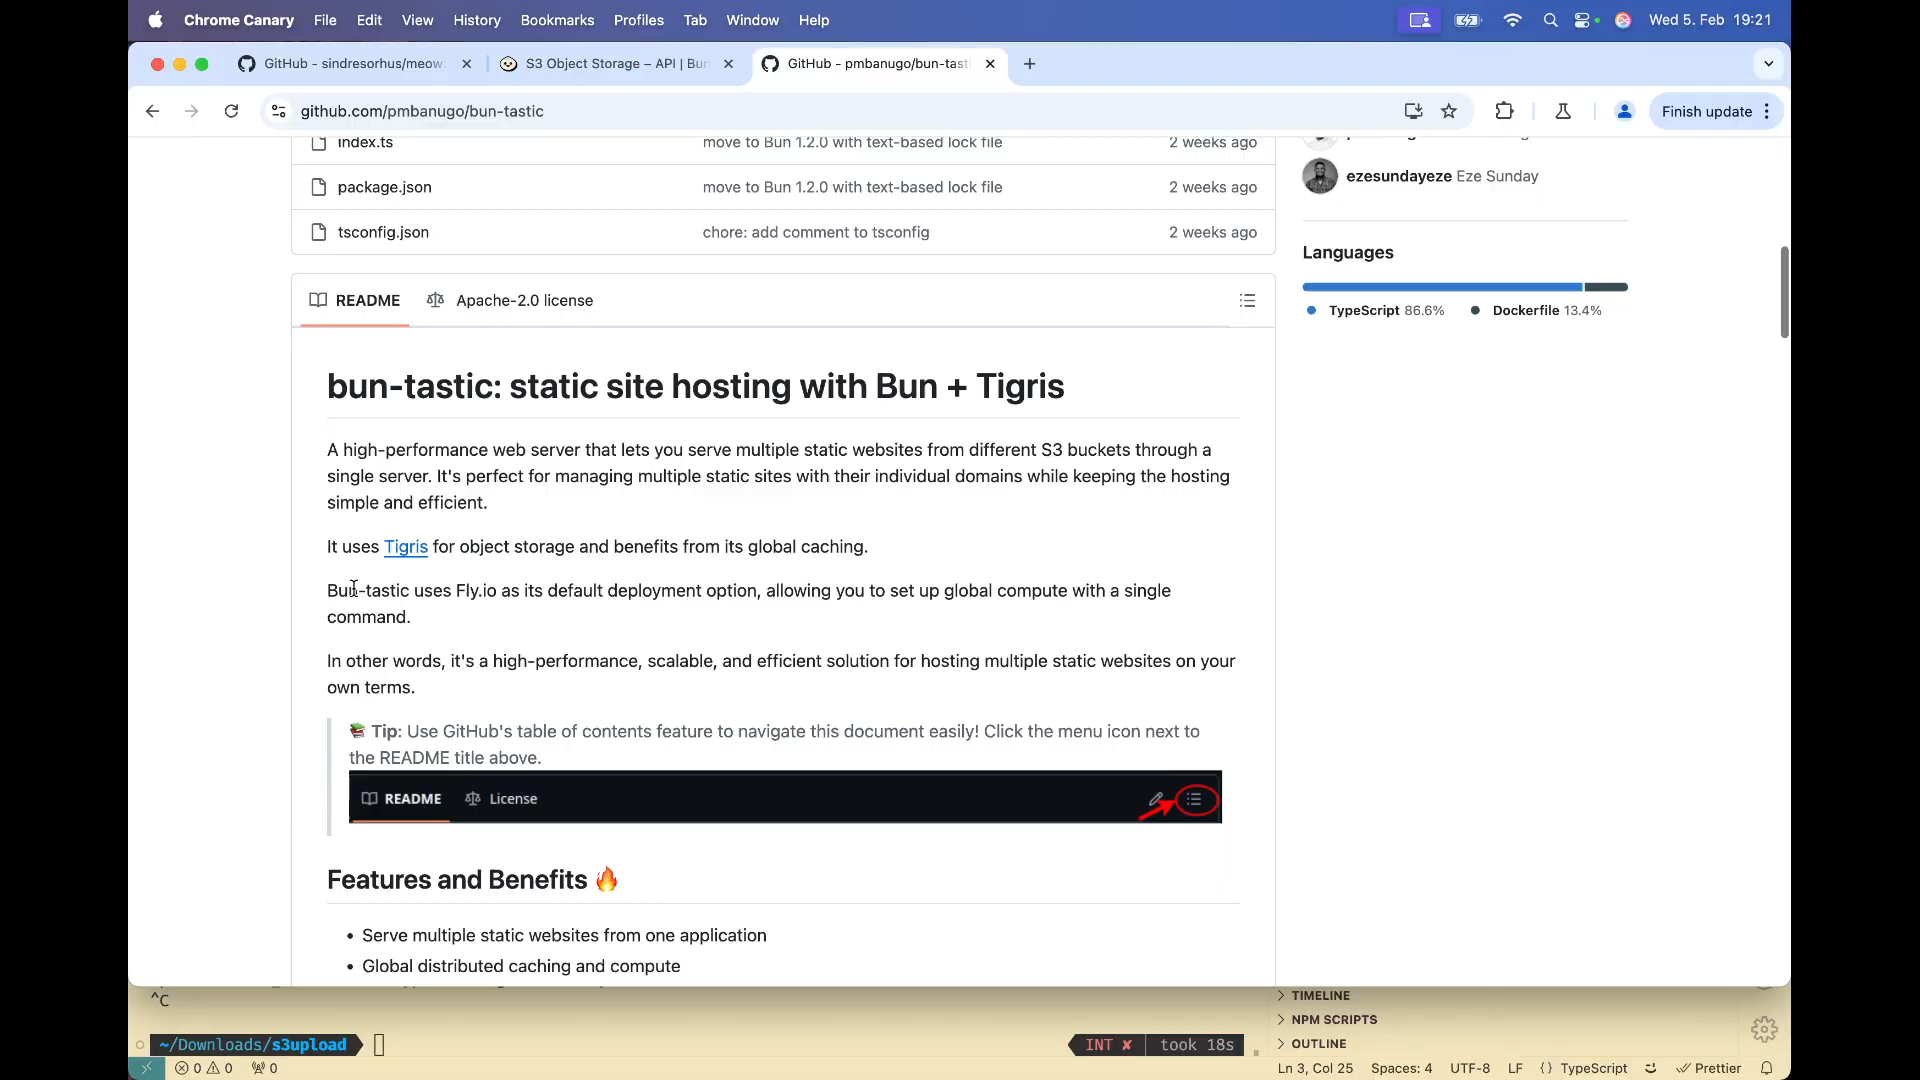 Chrome Canary File Edit View History Bookmarks Profiles Tab Window Help Wed 5. Feb 19:21
GitHub - sindresorhus/meow S3 Object Storage – API | Bun GitHub - pmbanugo/bun-tast
github.com/pmbanugo/bun-tastic Finish update
index.ts move to Bun 1.2.0 with text-based lock file 2 weeks ago
package.json move to Bun 1.2.0 with text-based lock file 2 weeks ago
tsconfig.json chore: add comment to tsconfig 2 weeks ago
ezesundayeze Eze Sunday
Languages
TypeScript 86.6% Dockerfile 13.4%
README Apache-2.0 license
bun-tastic: static site hosting with Bun + Tigris
A high-performance web server that lets you serve multiple static websites from different S3 buckets through a
single server. It's perfect for managing multiple static sites with their individual domains while keeping the hosting
simple and efficient.
It uses Tigris for object storage and benefits from its global caching.
Bun-tastic uses Fly.io as its default deployment option, allowing you to set up global compute with a single
command.
In other words, it's a high-performance, scalable, and efficient solution for hosting multiple static websites on your
own terms.
📚 Tip: Use GitHub's table of contents feature to navigate this document easily! Click the menu icon next to
the README title above.
README License
Features and Benefits 🔥
• Serve multiple static websites from one application
• Global distributed caching and compute
^C
~/Downloads/s3upload INT ✘ took 18s
TIMELINE
NPM SCRIPTS
OUTLINE
0 0 0 Ln 3, Col 25 Spaces: 4 UTF-8 LF {} TypeScript Prettier